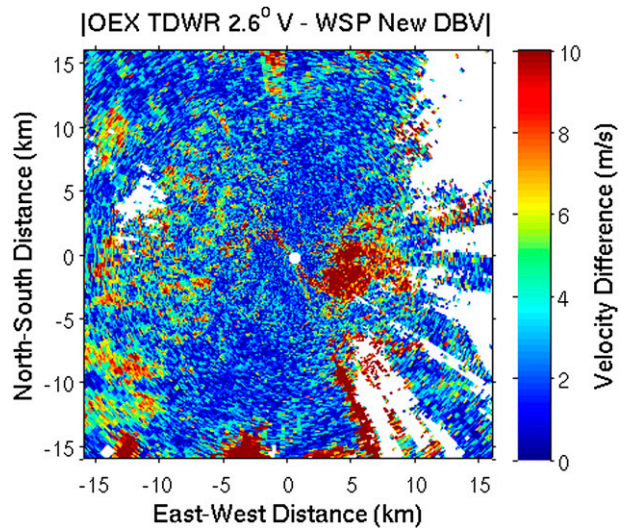 |OEX TDWR 2.6° V - WSP New DBV|
North-South Distance (km)
15
10
5
0
-5
-10
-15
-15 -10 -5 0 5 10 15
East-West Distance (km)
10
8
6
4
2
0
Velocity Difference (m/s)